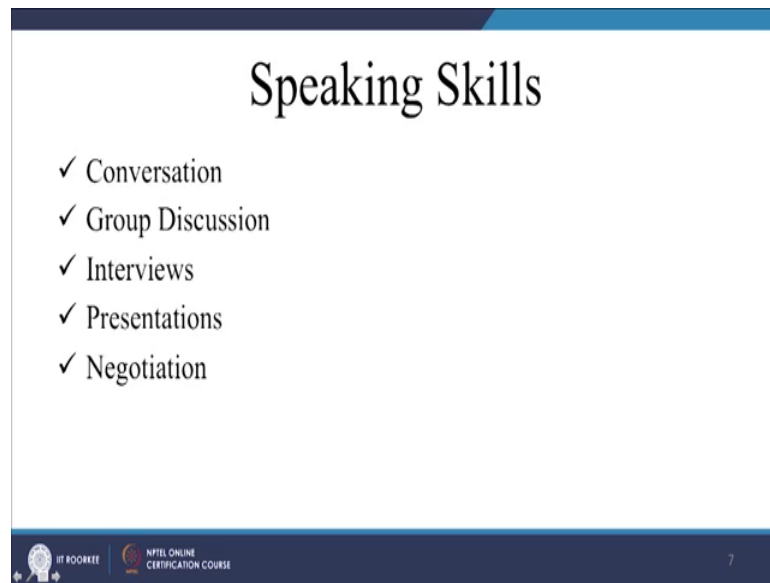 Speaking Skills
✓ Conversation
✓ Group Discussion
✓ Interviews
✓ Presentations
✓ Negotiation
IIT ROORKEE
NPTEL ONLINE
CERTIFICATION COURSE
7